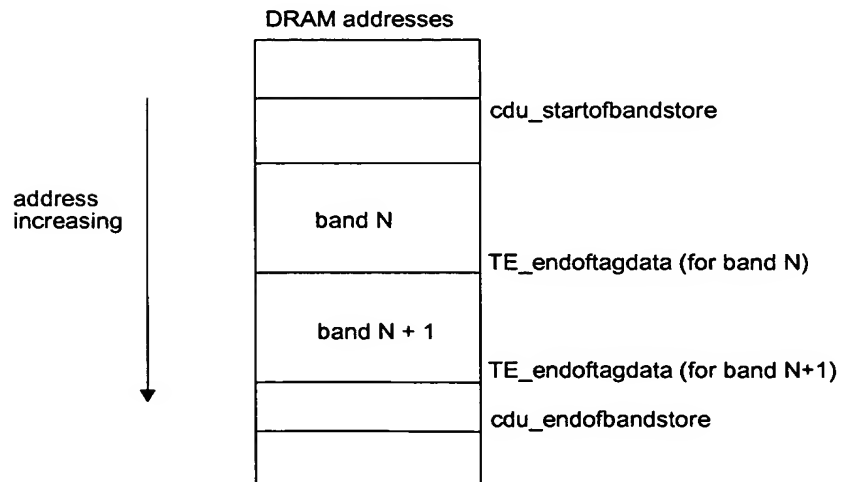 DRAM addresses
cdu_startofbandstore
address
increasing
band N
TE_endoftagdata (for band N)
band N + 1
TE_endoftagdata (for band N+1)
cdu_endofbandstore